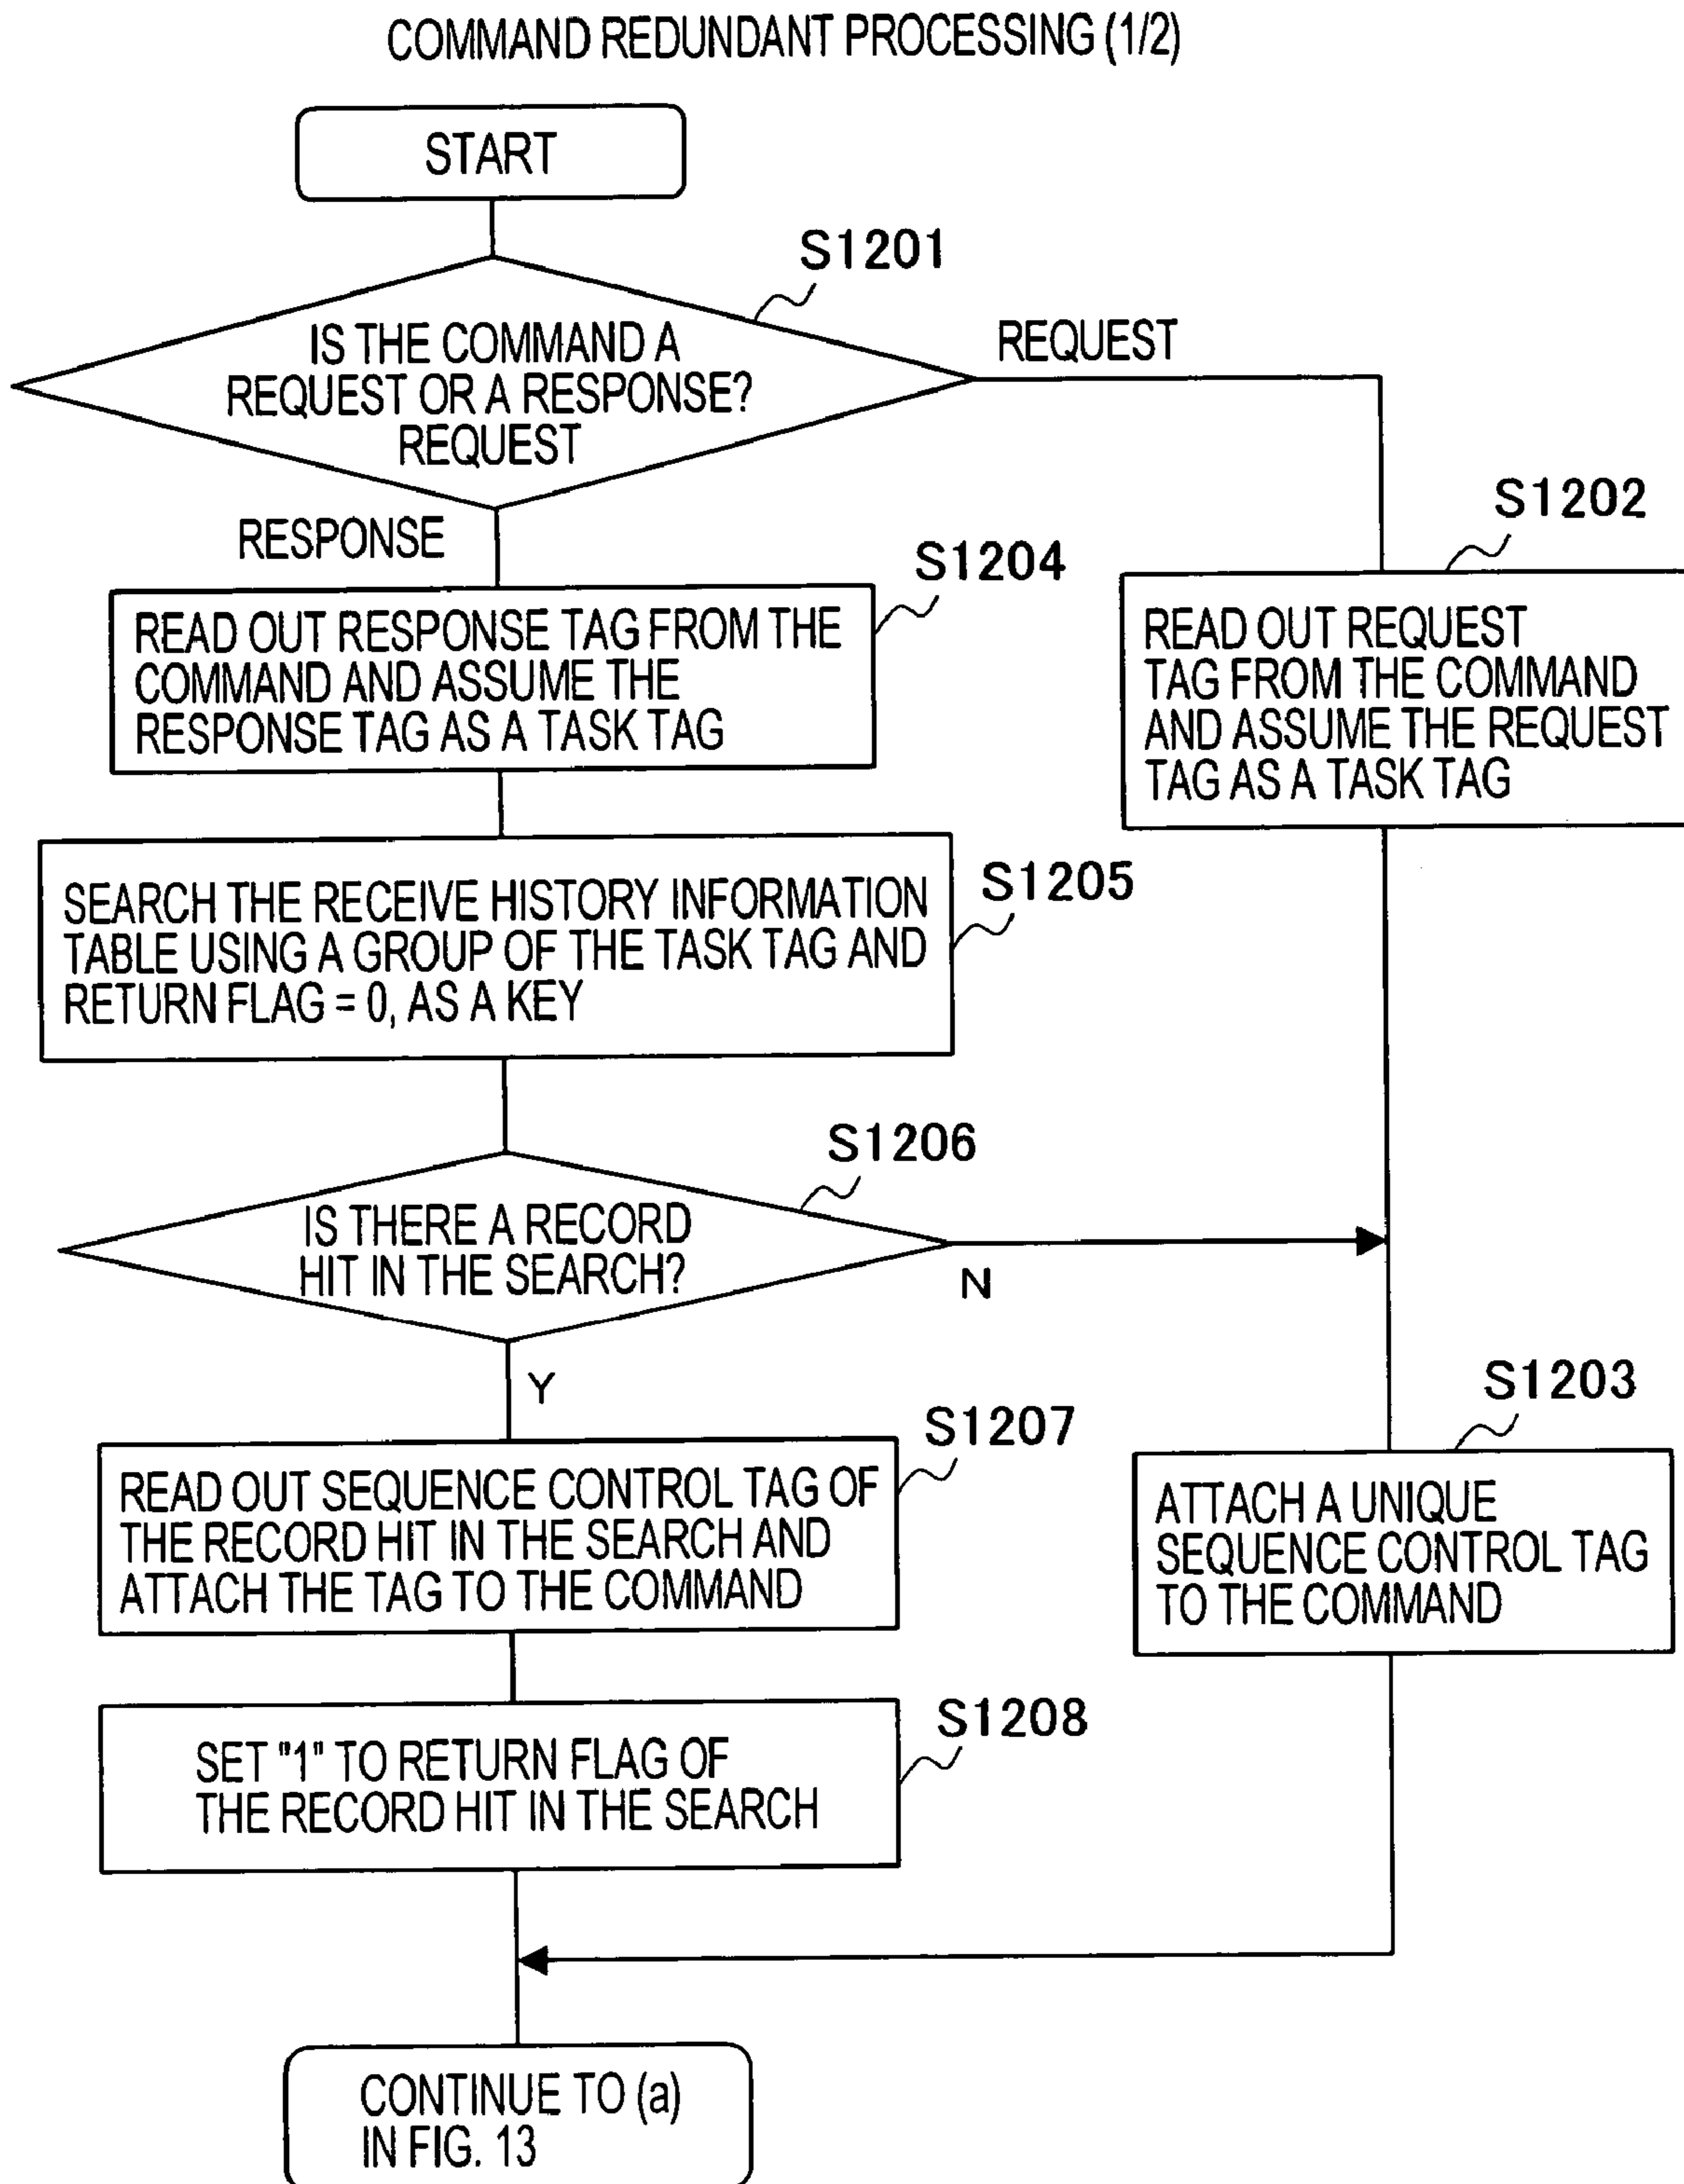 COMMAND REDUNDANT PROCESSING (1/2)
START
S1201
IS THE COMMAND A
REQUEST OR A RESPONSE?
REQUEST
REQUEST
RESPONSE
S1202
READ OUT REQUEST
TAG FROM THE COMMAND
AND ASSUME THE REQUEST
TAG AS A TASK TAG
S1204
READ OUT RESPONSE TAG FROM THE
COMMAND AND ASSUME THE
RESPONSE TAG AS A TASK TAG
S1205
SEARCH THE RECEIVE HISTORY INFORMATION
TABLE USING A GROUP OF THE TASK TAG AND
RETURN FLAG = 0, AS A KEY
S1206
IS THERE A RECORD
HIT IN THE SEARCH?
N
Y
S1203
ATTACH A UNIQUE
SEQUENCE CONTROL TAG
TO THE COMMAND
S1207
READ OUT SEQUENCE CONTROL TAG OF
THE RECORD HIT IN THE SEARCH AND
ATTACH THE TAG TO THE COMMAND
S1208
SET "1" TO RETURN FLAG OF
THE RECORD HIT IN THE SEARCH
CONTINUE TO (a)
IN FIG. 13